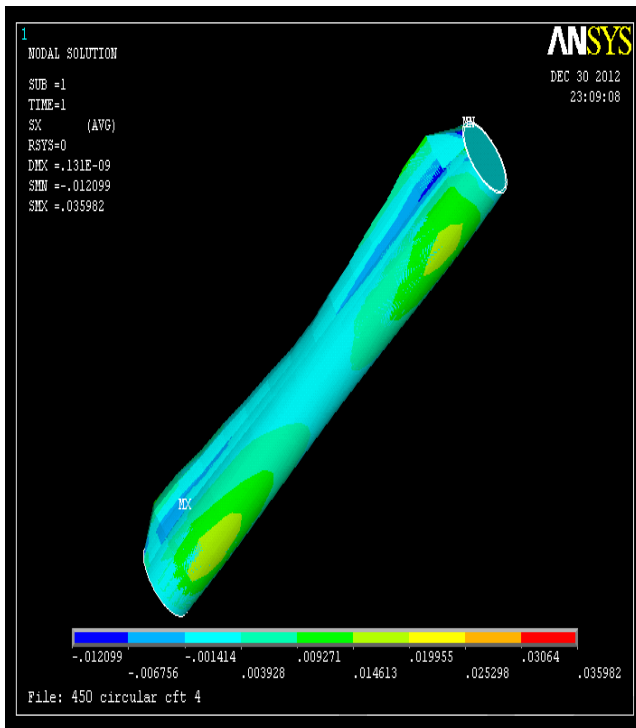 1
NODAL SOLUTION
ANSYS
DEC 30 2012
23:09:08
SUB =1
TIME=1
SX (AVG)
RSYS=0
DMX =.131E-09
SMN =-.012099
SMX =.035982
MN
MX
-.012099 -.001414 .009271 .019955 .03064
-.006756 .003928 .014613 .025298 .035982
File: 450 circular cft 4